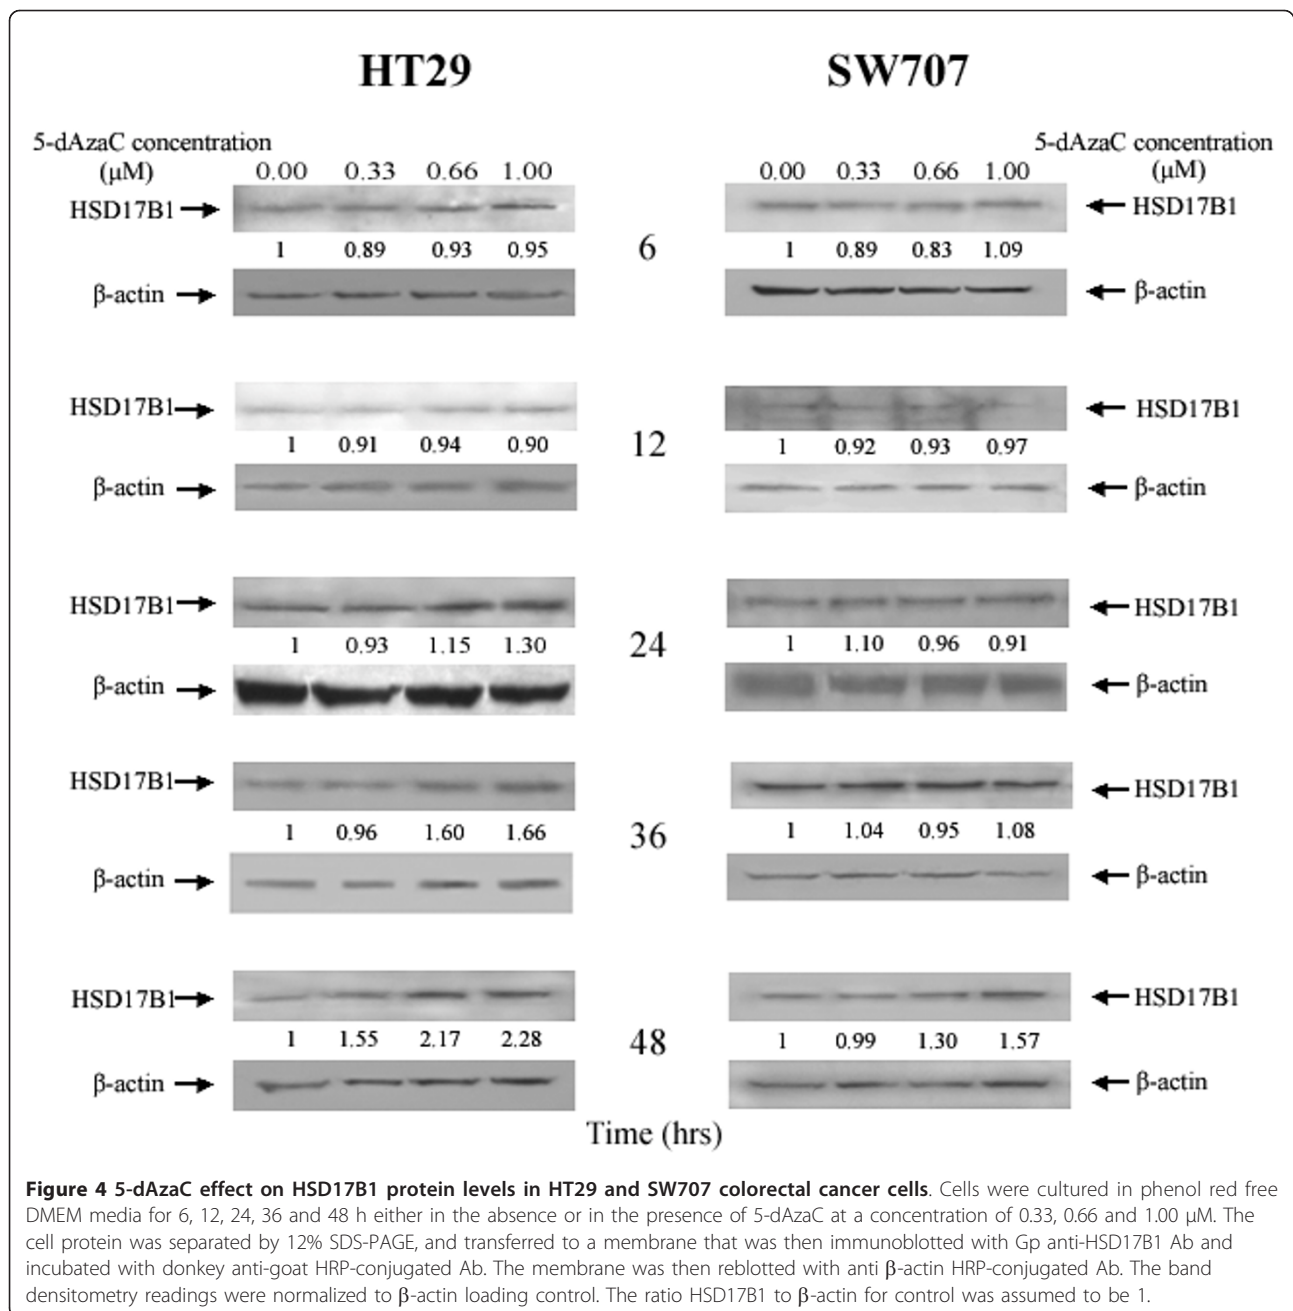 HT29 SW707
5-dAzaC concentration 5-dAzaC concentration
(μM) 0.00 0.33 0.66 1.00 0.00 0.33 0.66 1.00 (μM)
HSD17B1 HSD17B1
1 0.89 0.93 0.95 6 1 0.89 0.83 1.09
β-actin β-actin
HSD17B1 HSD17B1
1 0.91 0.94 0.90 12 1 0.92 0.93 0.97
β-actin β-actin
HSD17B1 HSD17B1
1 0.93 1.15 1.30 24 1 1.10 0.96 0.91
β-actin β-actin
HSD17B1 HSD17B1
1 0.96 1.60 1.66 36 1 1.04 0.95 1.08
β-actin β-actin
HSD17B1 HSD17B1
1 1.55 2.17 2.28 48 1 0.99 1.30 1.57
β-actin β-actin
Time (hrs)
Figure 4 5-dAzaC effect on HSD17B1 protein levels in HT29 and SW707 colorectal cancer cells. Cells were cultured in phenol red free
DMEM media for 6, 12, 24, 36 and 48 h either in the absence or in the presence of 5-dAzaC at a concentration of 0.33, 0.66 and 1.00 μM. The
cell protein was separated by 12% SDS-PAGE, and transferred to a membrane that was then immunoblotted with Gp anti-HSD17B1 Ab and
incubated with donkey anti-goat HRP-conjugated Ab. The membrane was then reblotted with anti β-actin HRP-conjugated Ab. The band
densitometry readings were normalized to β-actin loading control. The ratio HSD17B1 to β-actin for control was assumed to be 1.